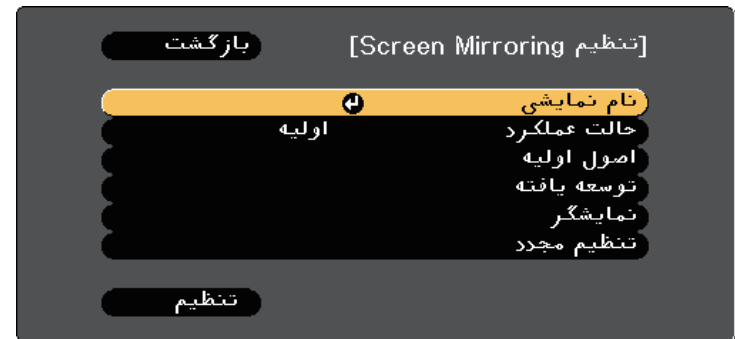 [تنظیم Screen Mirroring] بازگشت
نام نمایشی
حالت عملکرد اولیه
اصول اولیه
توسعه یافته
نمایشگر
تنظیم مجدد
تنظیم